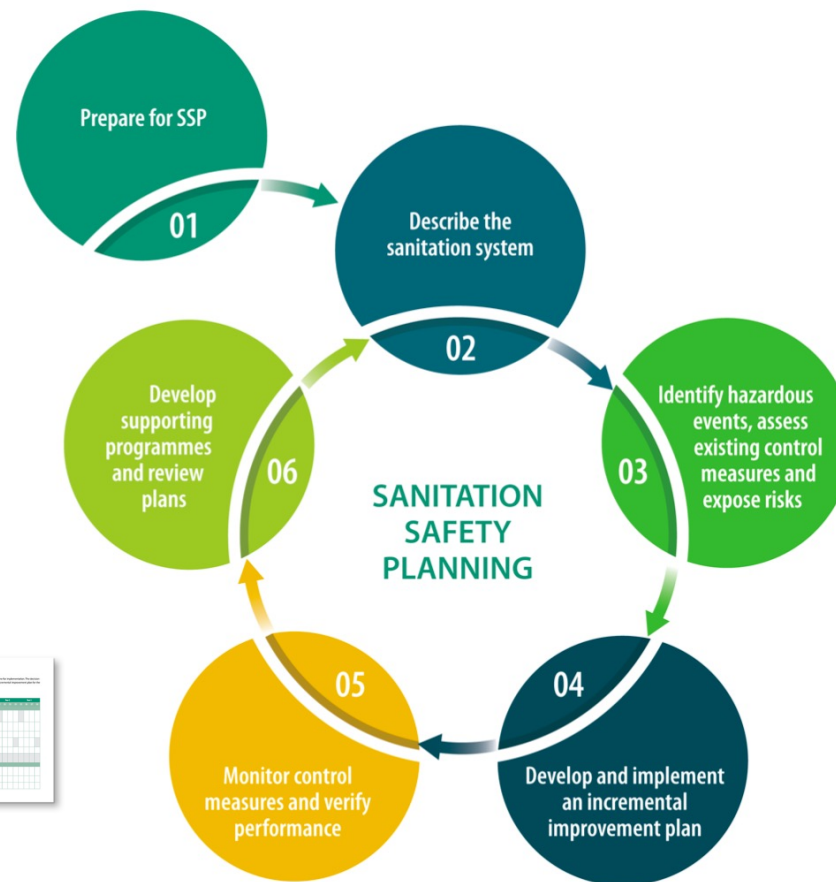 Prepare for SSP
01
Describe the
sanitation system
02
Identify hazardous
events, assess
existing control
measures and
expose risks
03
Develop and implement
an incremental
improvement plan
04
Monitor control
measures and verify
performance
05
Develop
supporting
programmes
and review
plans
06
SANITATION
SAFETY
PLANNING